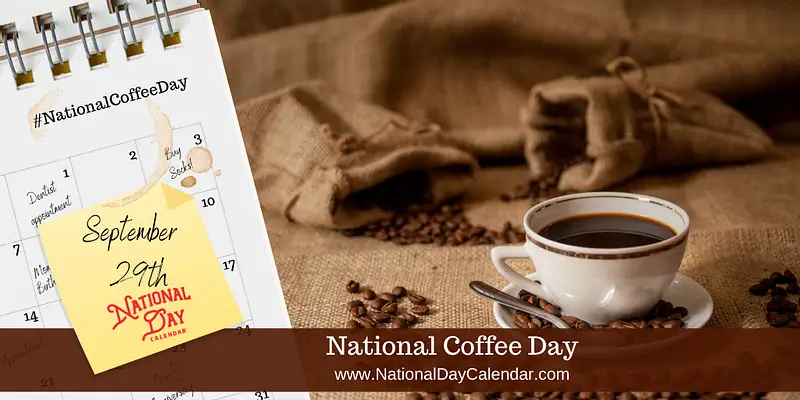 #NationalCoffeeDay
1
2
3
Dentist
appointment
Buy
Socks!
7
10
14
17
21
24
31
September
29th
NATIONAL
DAY
CALENDAR
National Coffee Day
www.NationalDayCalendar.com